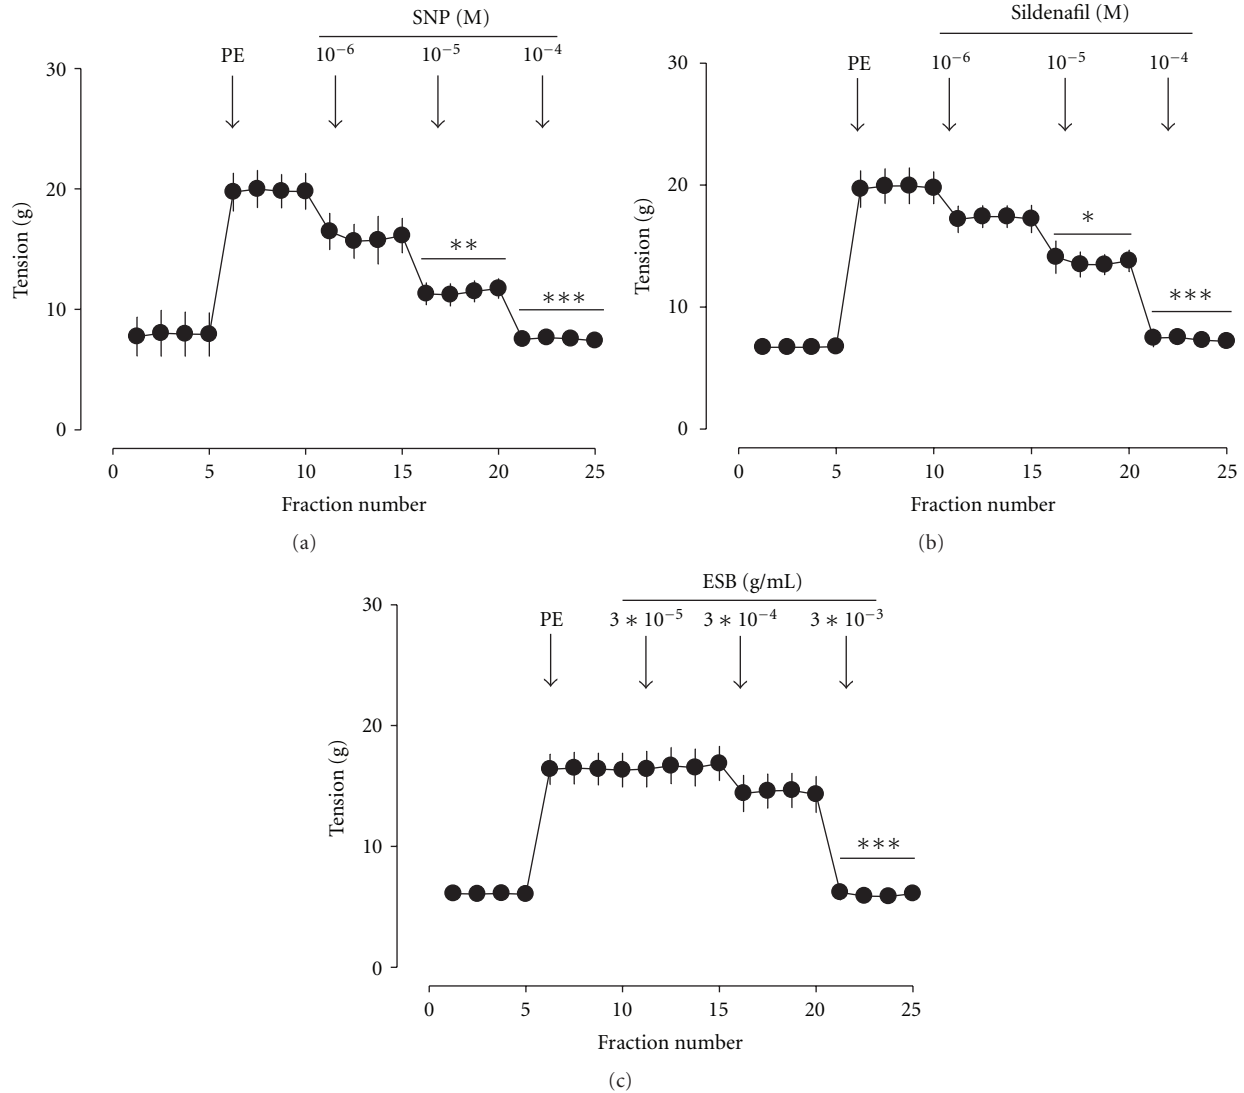 SNP (M)
PE 10⁻⁶ 10⁻⁵ 10⁻⁴
30
20
10
0
Tension (g)
∗∗
∗∗∗
0 5 10 15 20 25
Fraction number
(a)
Sildenafil (M)
PE 10⁻⁶ 10⁻⁵ 10⁻⁴
30
20
10
0
Tension (g)
∗
∗∗∗
0 5 10 15 20 25
Fraction number
(b)
ESB (g/mL)
PE 3 ∗ 10⁻⁵ 3 ∗ 10⁻⁴ 3 ∗ 10⁻³
30
20
10
0
Tension (g)
∗∗∗
0 5 10 15 20 25
Fraction number
(c)